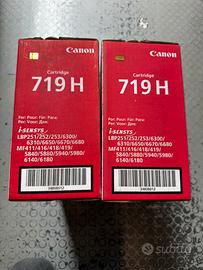 Canon
Cartridge
719 H
For: Pour: Für: Para:
Per: Voor: Для:
i-SENSYS
LBP251/252/253/6300/
6310/6650/6670/6680
MF411/416/418/419/
5840/5880/5940/5980/
6140/6180
3480B012
Canon
Cartridge
719 H
For: Pour: Für: Para:
Per: Voor: Для:
i-SENSYS
LBP251/252/253/6300/
6310/6650/6670/6680
MF411/416/418/419/
5840/5880/5940/5980/
6140/6180
3480B012
subito